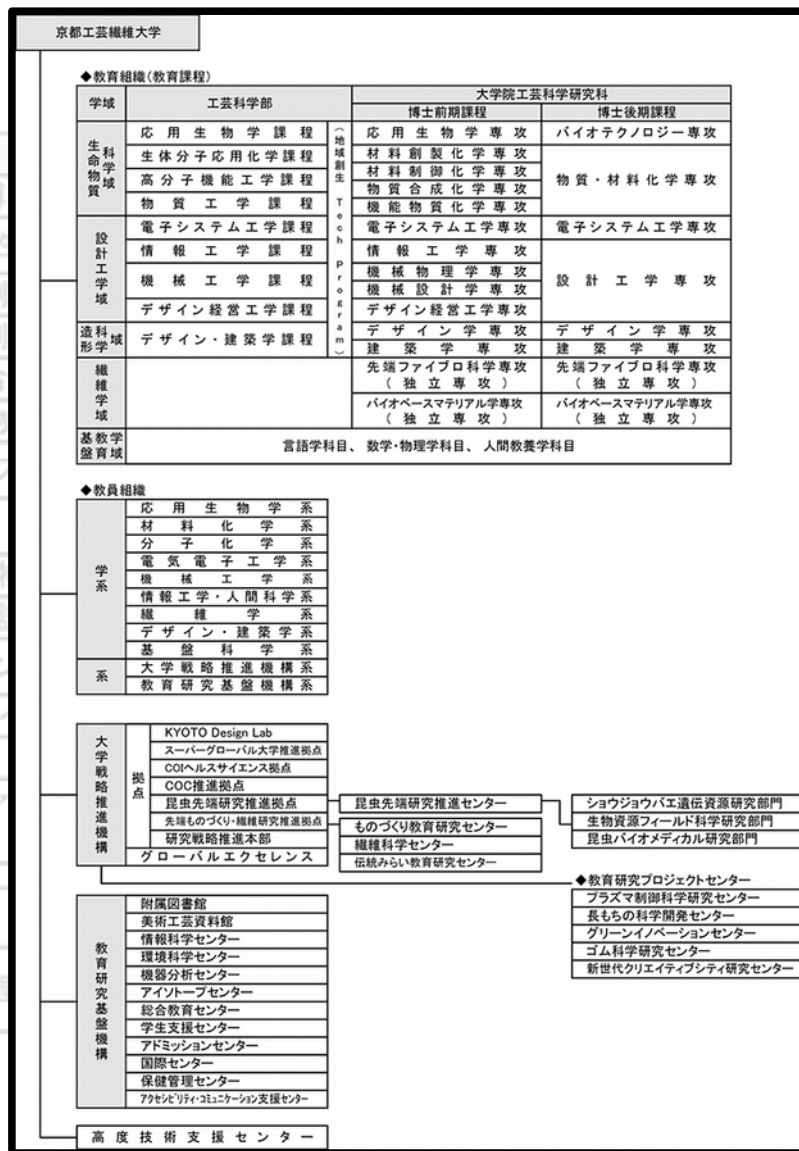 京都工芸繊維大学
◆教育組織(教育課程)
学域
工芸科学部
大学院工芸科学研究科
博士前期課程
博士後期課程
生命物質科学域
応用生物学課程
生体分子応用化学課程
高分子機能工学課程
物質工学課程
(地域創生 Tech Program)
応用生物学専攻
材料創製化学専攻
材料制御化学専攻
物質合成化学専攻
機能物質化学専攻
バイオテクノロジー専攻
物質・材料化学専攻
設計工学域
電子システム工学課程
情報工学課程
機械工学課程
デザイン経営工学課程
電子システム工学専攻
情報工学専攻
機械物理学専攻
機械設計学専攻
デザイン経営工学専攻
電子システム工学専攻
設計工学専攻
造形科学域
デザイン・建築学課程
デザイン学専攻
建築学専攻
デザイン学専攻
建築学専攻
繊維学域
先端ファイブロ科学専攻
(独立専攻)
バイオベースマテリアル学専攻
(独立専攻)
先端ファイブロ科学専攻
(独立専攻)
バイオベースマテリアル学専攻
(独立専攻)
基盤教育学域
言語学科目、数学・物理学科目、人間教養学科目
◆教員組織
学系
応用生物学系
材料化学系
分子化学系
電気電子工学系
機械工学系
情報工学・人間科学系
繊維学系
デザイン・建築学系
基盤科学系
系
大学戦略推進機構系
教育研究基盤機構系
大学戦略推進機構
拠点
KYOTO Design Lab
スーパーグローバル大学推進拠点
COIヘルスサイエンス拠点
COC推進拠点
昆虫先端研究推進拠点
先端ものづくり・繊維研究推進拠点
研究戦略推進本部
グローバルエクセレンス
昆虫先端研究推進センター
ものづくり教育研究センター
繊維科学センター
伝統みらい教育研究センター
ショウジョウバエ遺伝資源研究部門
生物資源フィールド科学研究部門
昆虫バイオメディカル研究部門
◆教育研究プロジェクトセンター
プラズマ制御科学研究センター
長もちの科学開発センター
グリーンイノベーションセンター
ゴム科学研究センター
新世代クリエイティブシティ研究センター
教育研究基盤機構
附属図書館
美術工芸資料館
情報科学センター
環境科学センター
機器分析センター
アイソトープセンター
総合教育センター
学生支援センター
アドミッションセンター
国際センター
保健管理センター
アクセシビリティ・コミュニケーション支援センター
高度技術支援センター